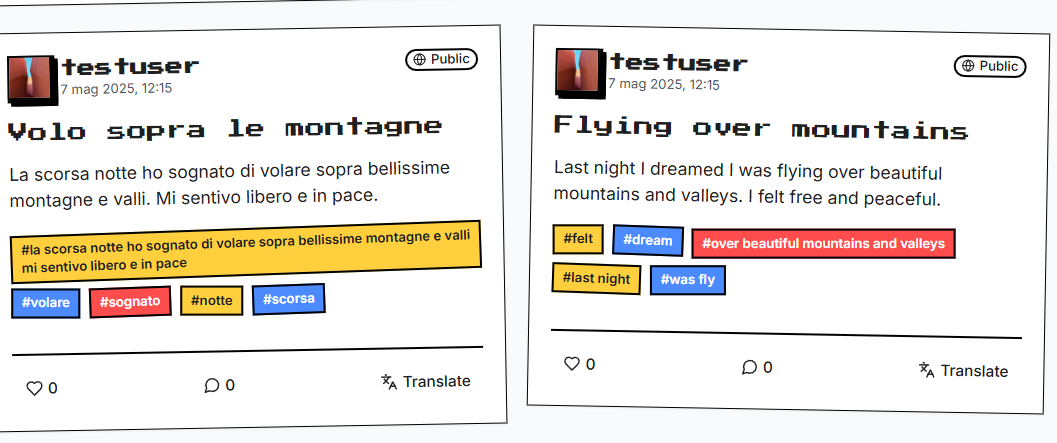 testuser
Public
7 mag 2025, 12:15
Volo sopra le montagne
La scorsa notte ho sognato di volare sopra bellissime
montagne e valli. Mi sentivo libero e in pace.
#la scorsa notte ho sognato di volare sopra bellissime montagne e valli
mi sentivo libero e in pace
#volare #sognato #notte #scorsa
0 0 Translate
testuser
Public
7 mag 2025, 12:15
Flying over mountains
Last night I dreamed I was flying over beautiful
mountains and valleys. I felt free and peaceful.
#felt #dream #over beautiful mountains and valleys
#last night #was fly
0 0 Translate